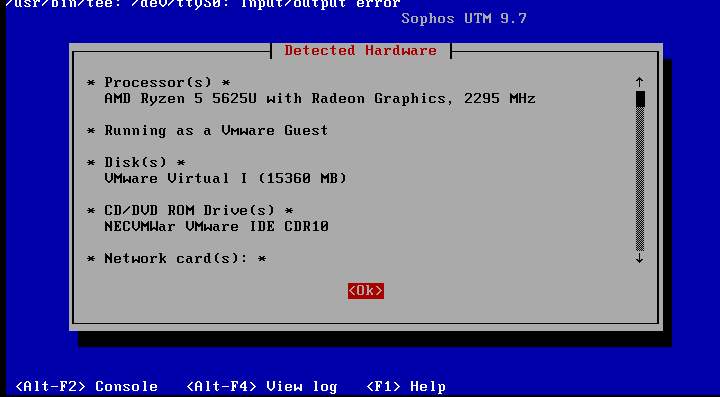 /usr/bin/tee: /dev/ttyS0: Input/output error
Sophos UTM 9.7
Detected Hardware
* Processor(s) *
AMD Ryzen 5 5625U with Radeon Graphics, 2295 MHz
* Running as a Vmware Guest
* Disk(s) *
VMware Virtual I (15360 MB)
* CD/DVD ROM Drive(s) *
NECVMWar VMware IDE CDR10
* Network card(s): *
<Ok>
<Alt-F2> Console <Alt-F4> View log <F1> Help